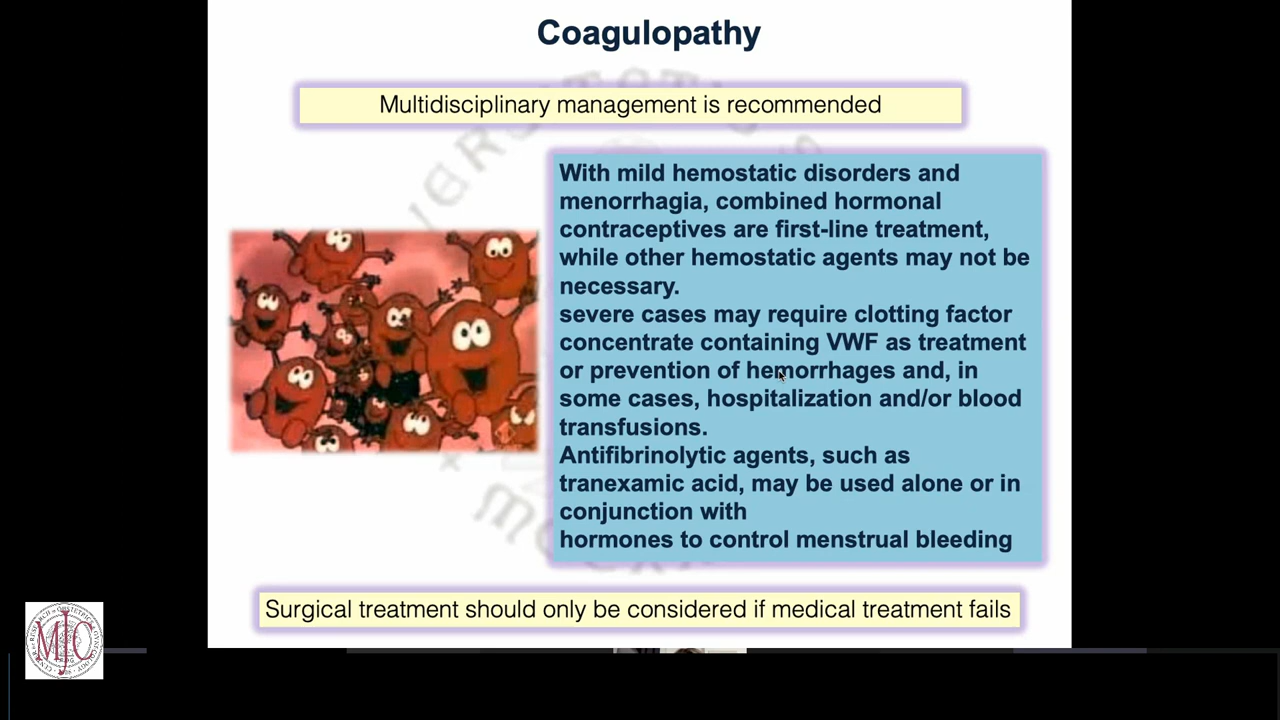 Coagulopathy
Multidisciplinary management is recommended
With mild hemostatic disorders and
menorrhagia, combined hormonal
contraceptives are first-line treatment,
while other hemostatic agents may not be
necessary.
severe cases may require clotting factor
concentrate containing VWF as treatment
or prevention of hemorrhages and, in
some cases, hospitalization and/or blood
transfusions.
Antifibrinolytic agents, such as
tranexamic acid, may be used alone or in
conjunction with
hormones to control menstrual bleeding
Surgical treatment should only be considered if medical treatment fails
MJC